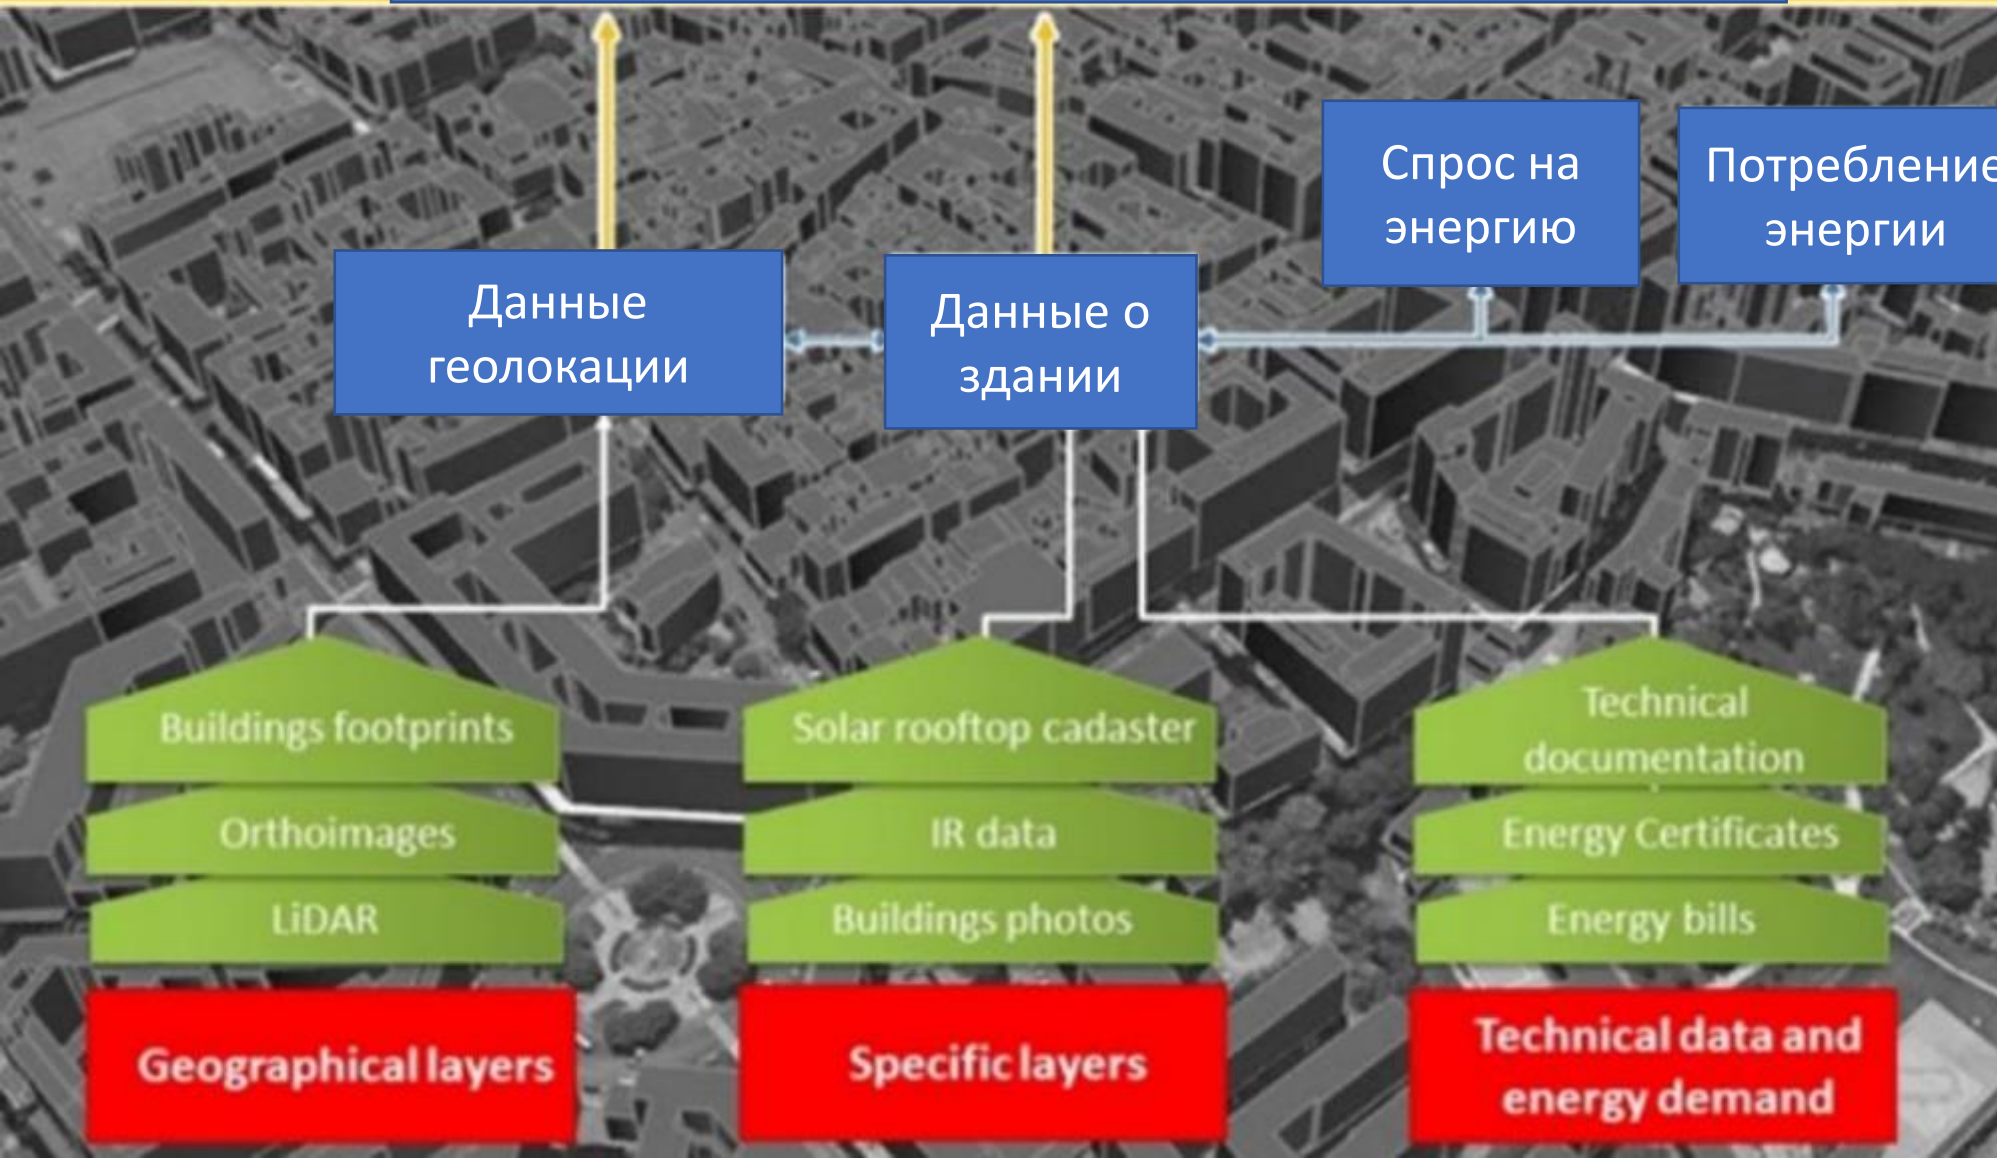 Спрос на
энергию
Потребление
энергии
Данные
геолокации
Данные о
здании
Buildings footprints
Orthoimages
LiDAR
Geographical layers
Solar rooftop cadaster
IR data
Buildings photos
Specific layers
Technical
documentation
Energy Certificates
Energy bills
Technical data and
energy demand